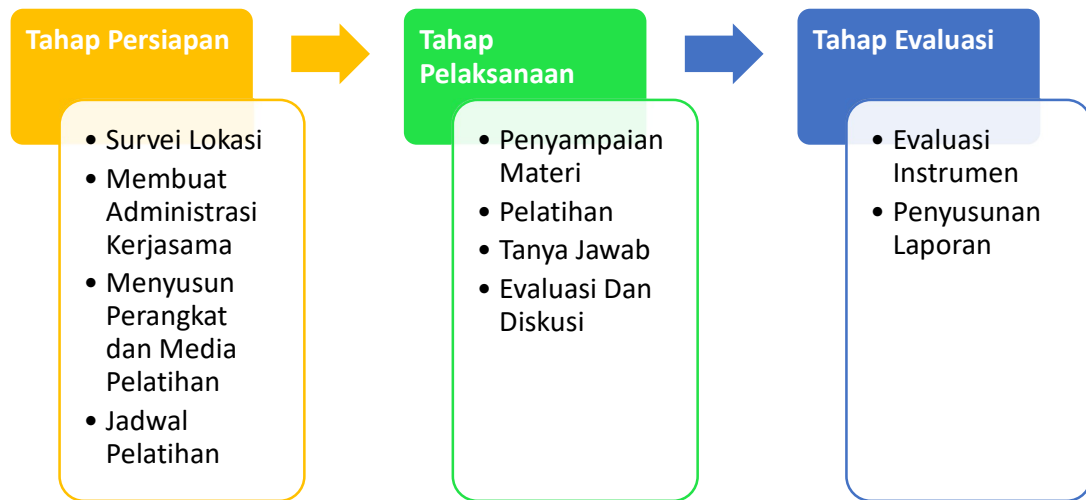 Tahap Persiapan
• Survei Lokasi
• Membuat
Administrasi
Kerjasama
• Menyusun
Perangkat
dan Media
Pelatihan
• Jadwal
Pelatihan
Tahap
Pelaksanaan
• Penyampaian
Materi
• Pelatihan
• Tanya Jawab
• Evaluasi Dan
Diskusi
Tahap Evaluasi
• Evaluasi
Instrumen
• Penyusunan
Laporan